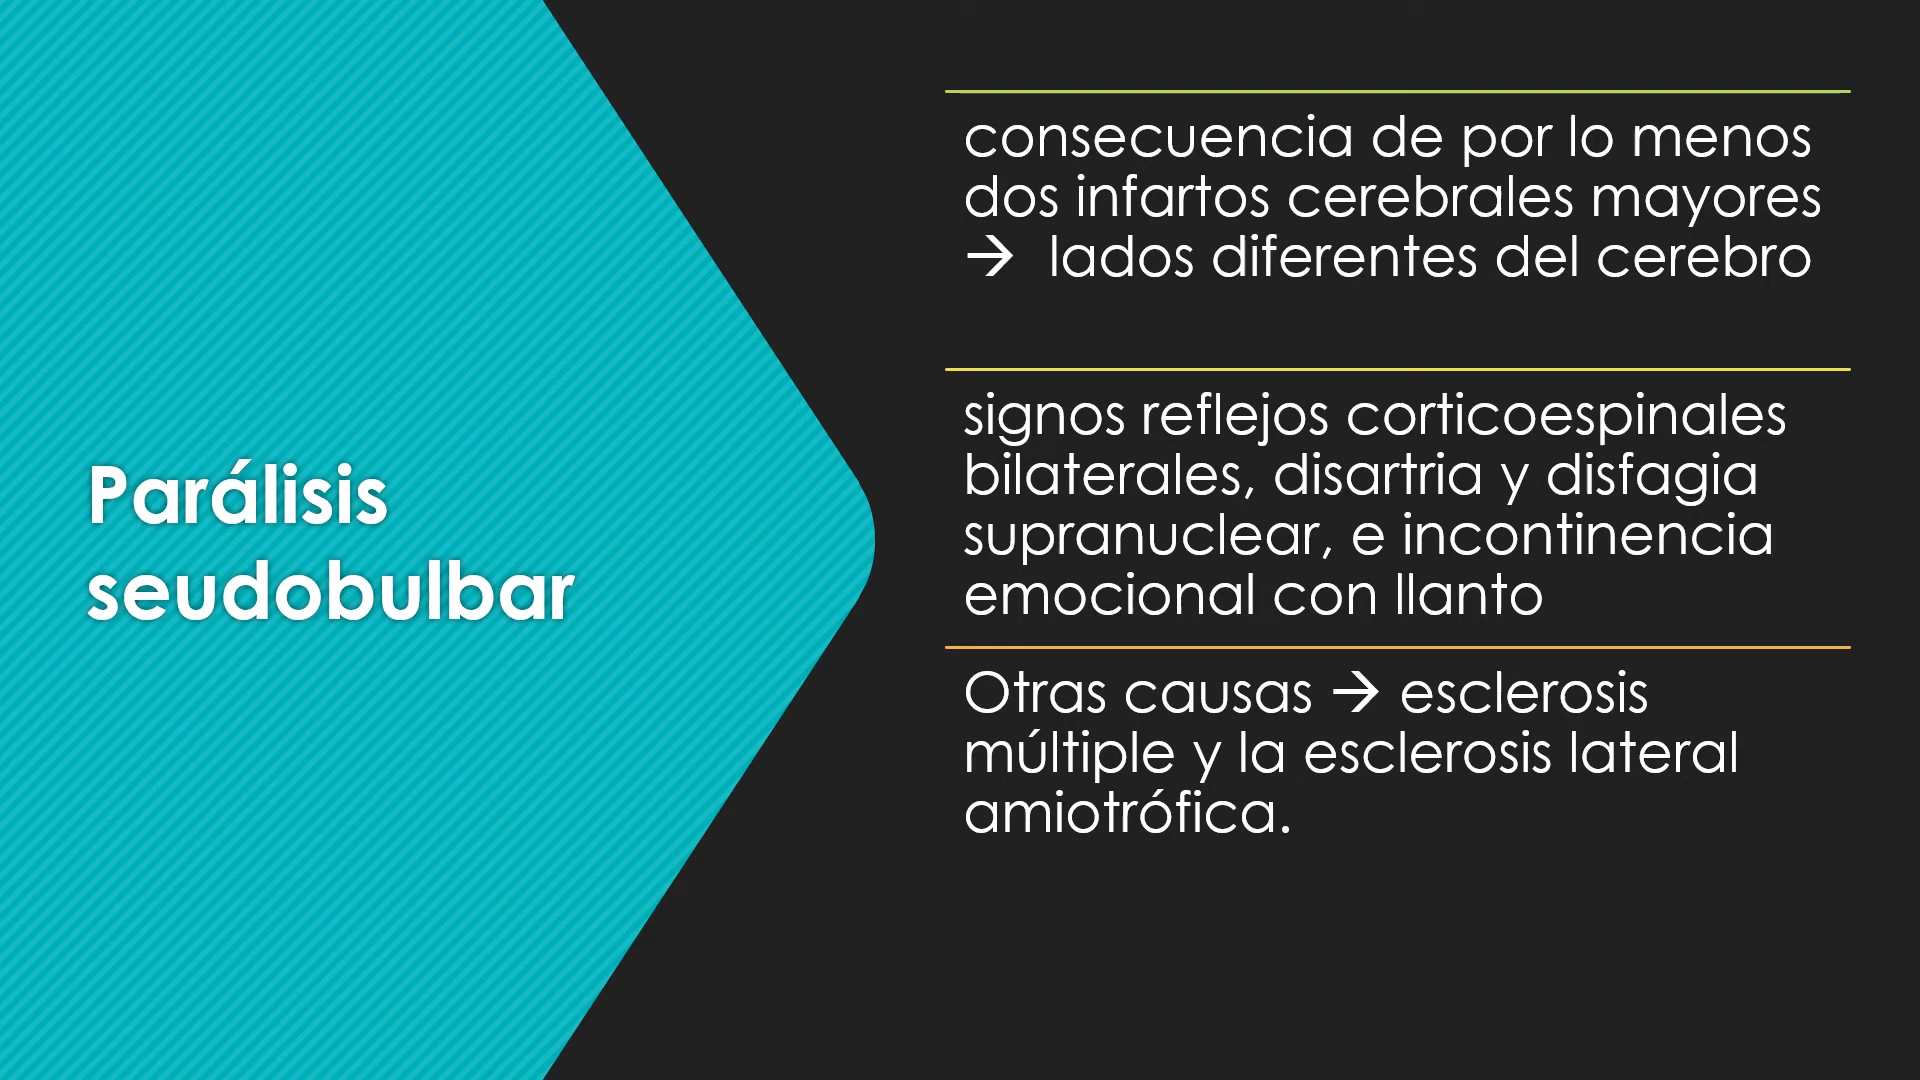 Parálisis
seudobulbar
consecuencia de por lo menos
dos infartos cerebrales mayores
→ lados diferentes del cerebro
signos reflejos corticoespinales
bilaterales, disartria y disfagia
supranuclear, e incontinencia
emocional con llanto
Otras causas → esclerosis
múltiple y la esclerosis lateral
amiotrófica.